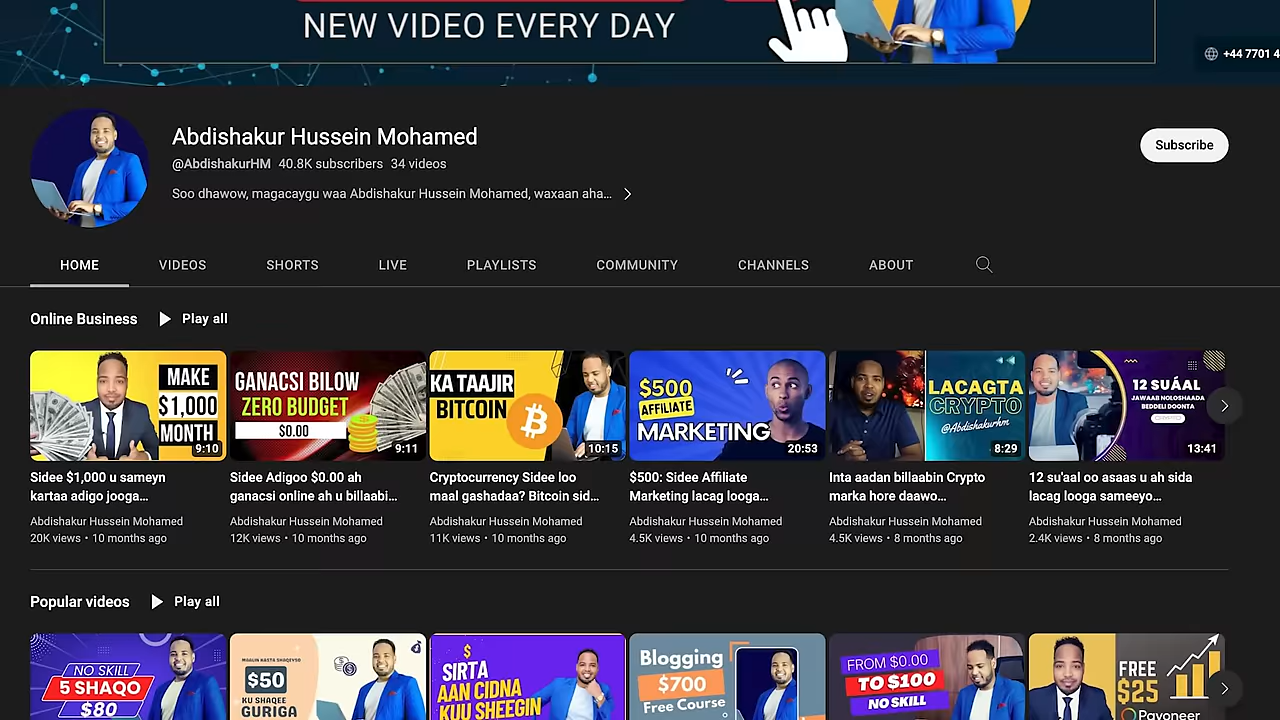 NEW VIDEO EVERY DAY
+44 7701 4
Abdishakur Hussein Mohamed
@AbdishakurHM 40.8K subscribers 34 videos
Soo dhawow, magacaygu waa Abdishakur Hussein Mohamed, waxaan aha...
Subscribe
HOME VIDEOS SHORTS LIVE PLAYLISTS COMMUNITY CHANNELS ABOUT
Online Business Play all
MAKE
$1,000
MONTH
9:10
GANACSI BILOW
ZERO BUDGET
$0.00
9:11
KA TAAJIR
BITCOIN
10:15
$500
AFFILIATE
MARKETING
20:53
LACAGTA
CRYPTO
@Abdishakurhm
8:29
12 SUÁAL
JAWAAB NOLOSHAADA
BEDDELI DOONTA
CRYPTO
13:41
Sidee $1,000 u sameyn
kartaa adigo jooga...
Abdishakur Hussein Mohamed
20K views • 10 months ago
Sidee Adigoo $0.00 ah
ganacsi online ah u billaabi...
Abdishakur Hussein Mohamed
12K views • 10 months ago
Cryptocurrency Sidee loo
maal gashadaa? Bitcoin sid...
Abdishakur Hussein Mohamed
11K views • 10 months ago
$500: Sidee Affiliate
Marketing lacag looga...
Abdishakur Hussein Mohamed
4.5K views • 10 months ago
Inta aadan billaabin Crypto
marka hore daawo...
Abdishakur Hussein Mohamed
4.5K views • 8 months ago
12 su'aal oo asaas u ah sida
lacag looga sameeyo...
Abdishakur Hussein Mohamed
2.4K views • 8 months ago
Popular videos Play all
NO SKILL
5 SHAQO
$80
MAALIN KASTA SHAQEYSO
$50
KU SHAQEE
GURIGA
$
SIRTA
AAN CIDNA
KUU SHEEGIN
Blogging
$700
Free Course
FROM $0.00
TO $100
NO SKILL
FREE
$25
Payoneer